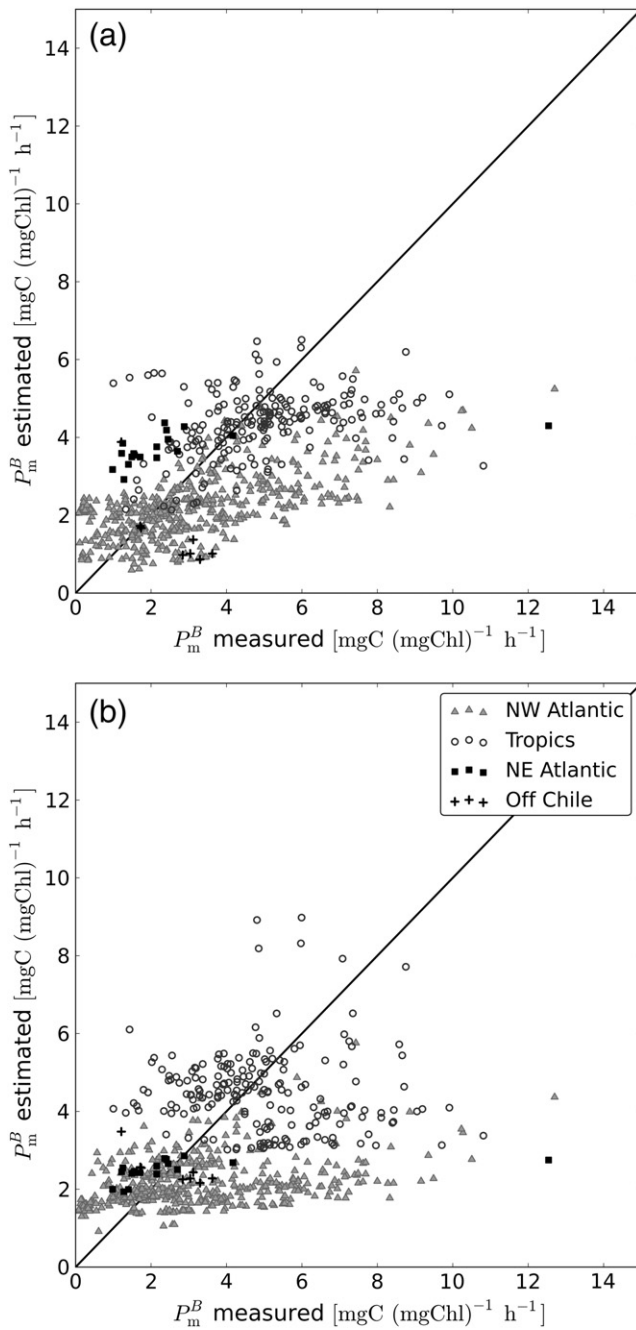 (a)
14
12
10
8
6
4
2
0
P_m^B estimated [mgC (mgChl)^−1 h^−1]
0 2 4 6 8 10 12 14
P_m^B measured [mgC (mgChl)^−1 h^−1]
(b)
NW Atlantic
Tropics
NE Atlantic
Off Chile
14
12
10
8
6
4
2
0
P_m^B estimated [mgC (mgChl)^−1 h^−1]
0 2 4 6 8 10 12 14
P_m^B measured [mgC (mgChl)^−1 h^−1]